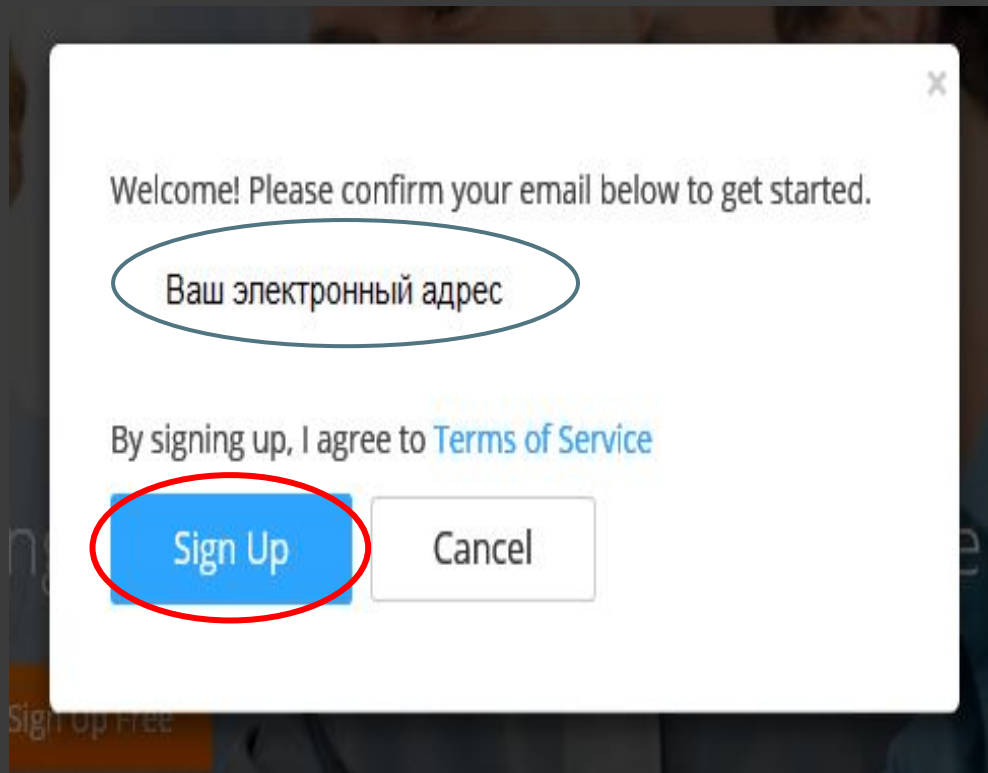 x
Welcome! Please confirm your email below to get started.
Ваш электронный адрес
By signing up, I agree to Terms of Service
Sign Up
Cancel
Sign Up Free